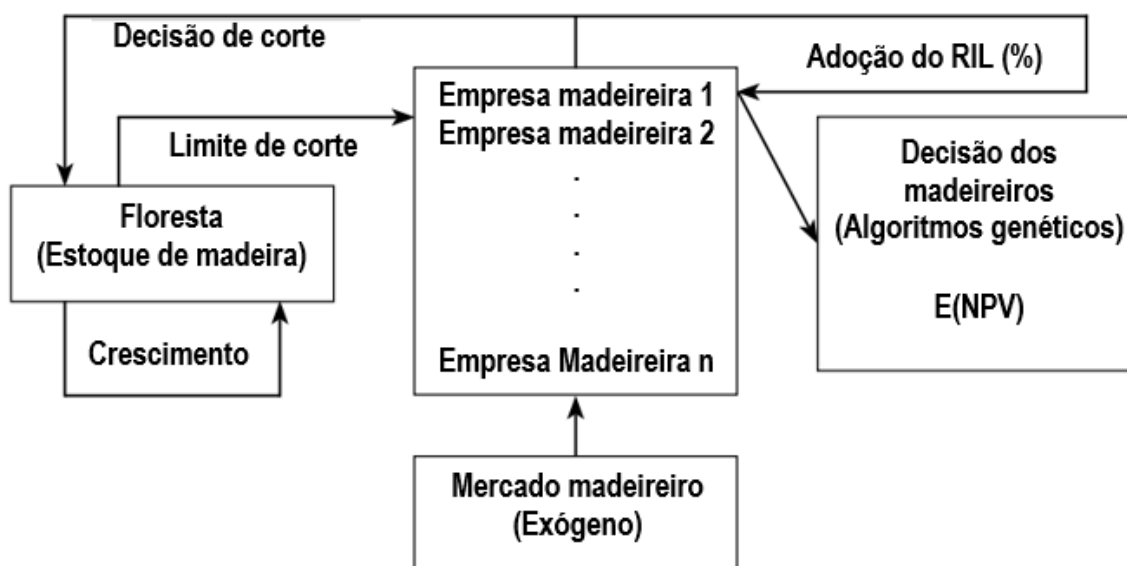 Decisão de corte
Adoção do RIL (%)
Limite de corte
Empresa madeireira 1
Empresa madeireira 2
.
.
.
.
Empresa Madeireira n
Floresta
(Estoque de madeira)
Crescimento
Decisão dos
madeireiros
(Algoritmos genéticos)
E(NPV)
Mercado madeireiro
(Exógeno)